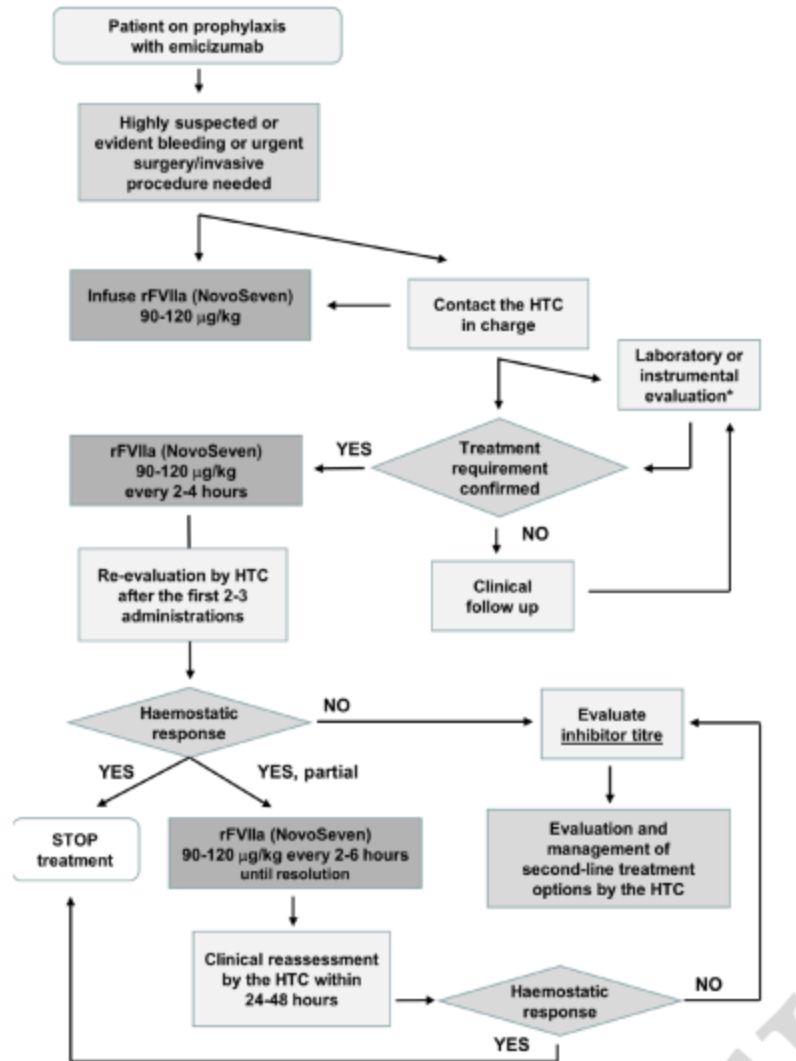 Patient on prophylaxis
with emicizumab
Highly suspected or
evident bleeding or urgent
surgery/invasive
procedure needed
Infuse rFVIIa (NovoSeven)
90-120 µg/kg
Contact the HTC
in charge
Laboratory or
instrumental
evaluation*
rFVIIa (NovoSeven)
90-120 µg/kg
every 2-4 hours
YES
Treatment
requirement
confirmed
NO
Re-evaluation by HTC
after the first 2-3
administrations
Clinical
follow up
Haemostatic
response
NO
Evaluate
inhibitor titre
YES
YES, partial
STOP
treatment
rFVIIa (NovoSeven)
90-120 µg/kg every 2-6 hours
until resolution
Evaluation and
management of
second-line treatment
options by the HTC
Clinical reassessment
by the HTC within
24-48 hours
Haemostatic
response
NO
YES